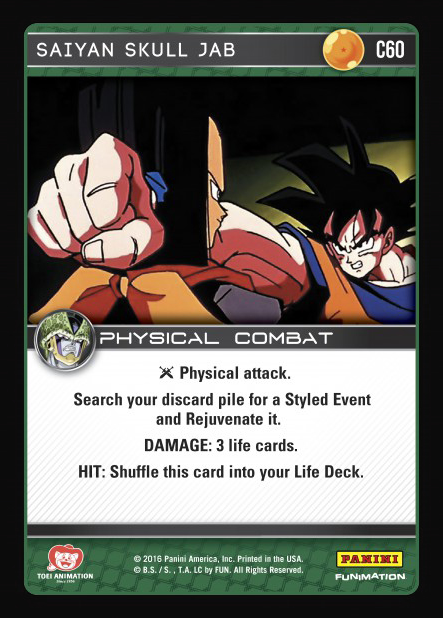 SAIYAN SKULL JAB
C60
PHYSICAL COMBAT
Physical attack.
Search your discard pile for a Styled Event
and Rejuvenate it.
DAMAGE: 3 life cards.
HIT: Shuffle this card into your Life Deck.
TOEI ANIMATION
Since 1956
© 2016 Panini America, Inc. Printed in the USA.
© B.S. / S. , T.A. LC by FUN. All Rights Reserved.
PANINI
FUNIMATION